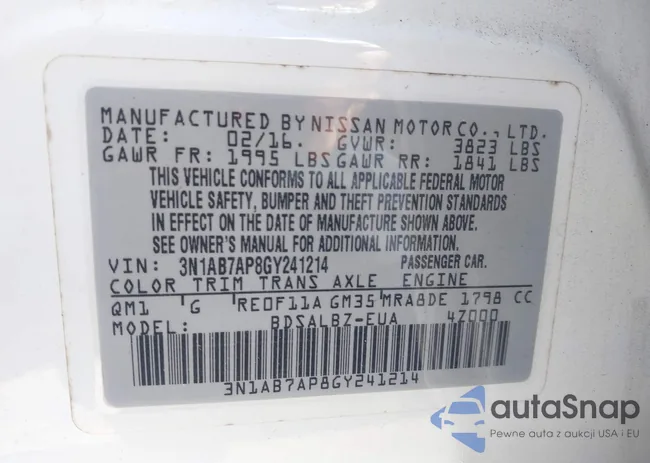 MANUFACTURED BY NISSAN MOTOR CO., LTD.
DATE: 02/16. GVWR: 3823 LBS
GAWR FR: 1995 LBS GAWR RR: 1841 LBS
THIS VEHICLE CONFORMS TO ALL APPLICABLE FEDERAL MOTOR
VEHICLE SAFETY, BUMPER AND THEFT PREVENTION STANDARDS
IN EFFECT ON THE DATE OF MANUFACTURE SHOWN ABOVE.
SEE OWNER'S MANUAL FOR ADDITIONAL INFORMATION.
VIN: 3N1AB7AP8GY241214 PASSENGER CAR.
COLOR TRIM TRANS AXLE ENGINE
QM1 G RE0F11A GM35 MRA8DE 1798 CC
MODEL: BDSALBZ-EUA 4Z000
3N1AB7AP8GY241214
autaSnap
Pewne auta z aukcji USA i EU